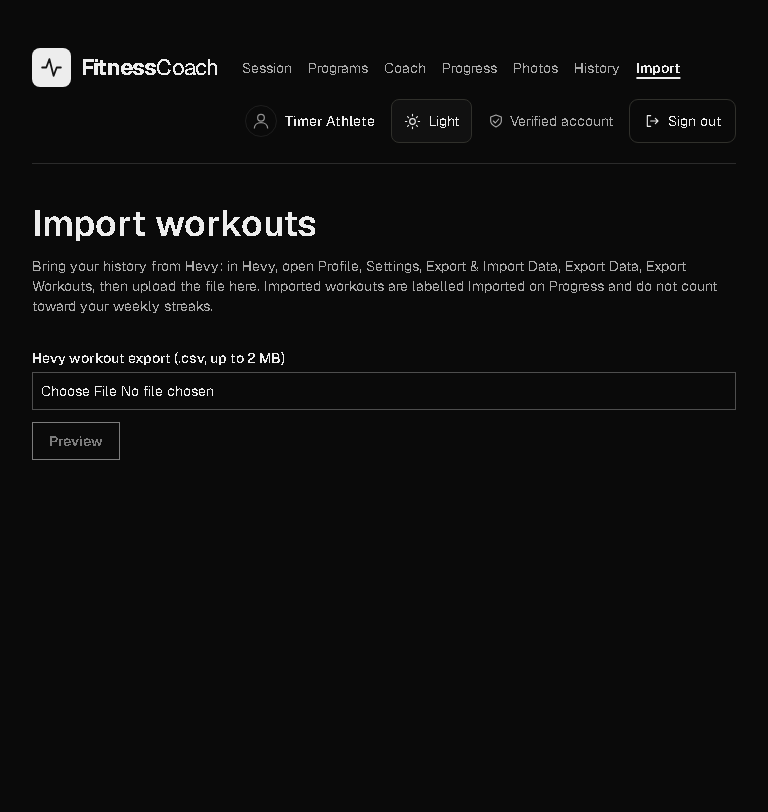 FitnessCoach
Session Programs Coach Progress Photos History Import
Timer Athlete Light Verified account Sign out
Import workouts
Bring your history from Hevy: in Hevy, open Profile, Settings, Export & Import Data, Export Data, Export
Workouts, then upload the file here. Imported workouts are labelled Imported on Progress and do not count
toward your weekly streaks.
Hevy workout export (.csv, up to 2 MB)
Choose File No file chosen
Preview